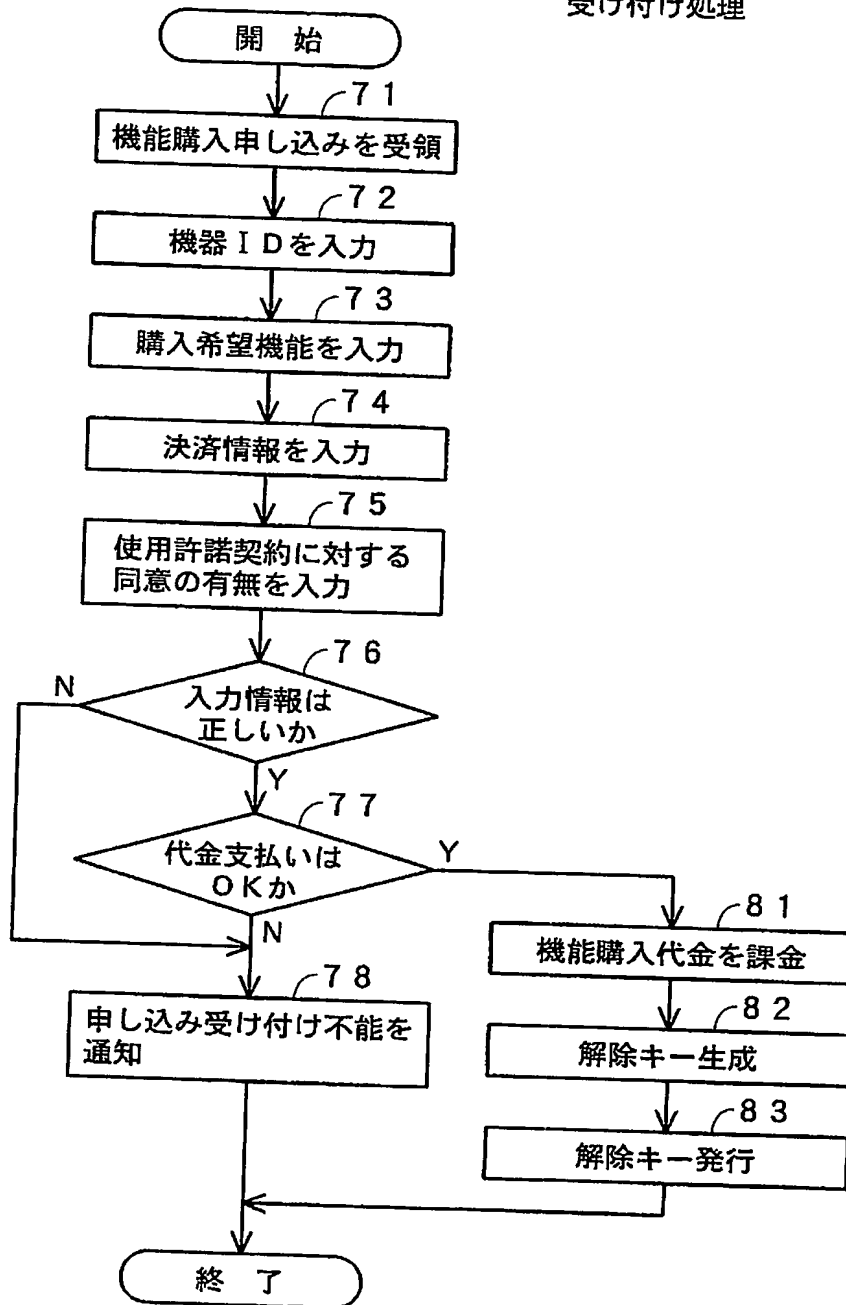 受け付け処理
開 始
71
機能購入申し込みを受領
72
機器IDを入力
73
購入希望機能を入力
74
決済情報を入力
75
使用許諾契約に対する
同意の有無を入力
76
N
入力情報は
正しいか
Y
77
代金支払いは
OKか
Y
N
78
申し込み受け付け不能を
通知
81
機能購入代金を課金
82
解除キー生成
83
解除キー発行
終 了